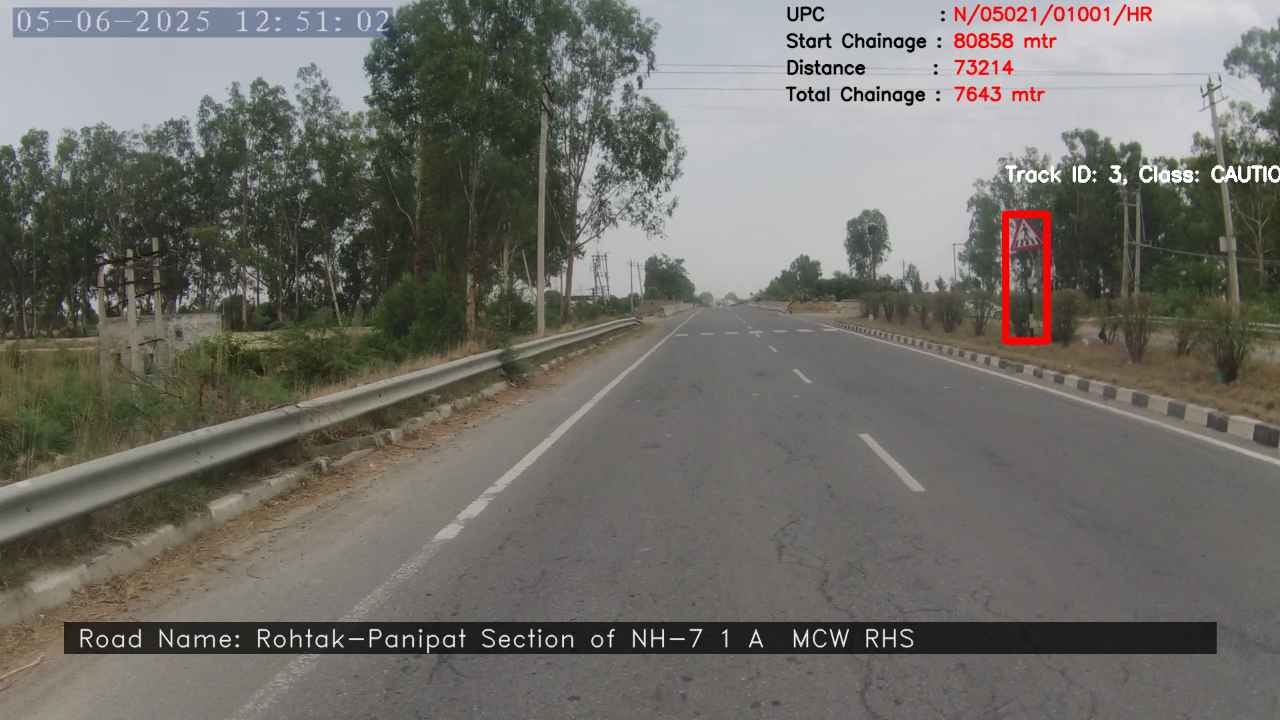 05-06-2025 12:51:02
UPC : N/05021/01001/HR
Start Chainage : 80858 mtr
Distance : 73214
Total Chainage : 7643 mtr
Track ID: 3, Class: CAUTIO
Road Name: Rohtak-Panipat Section of NH-7 1 A MCW RHS